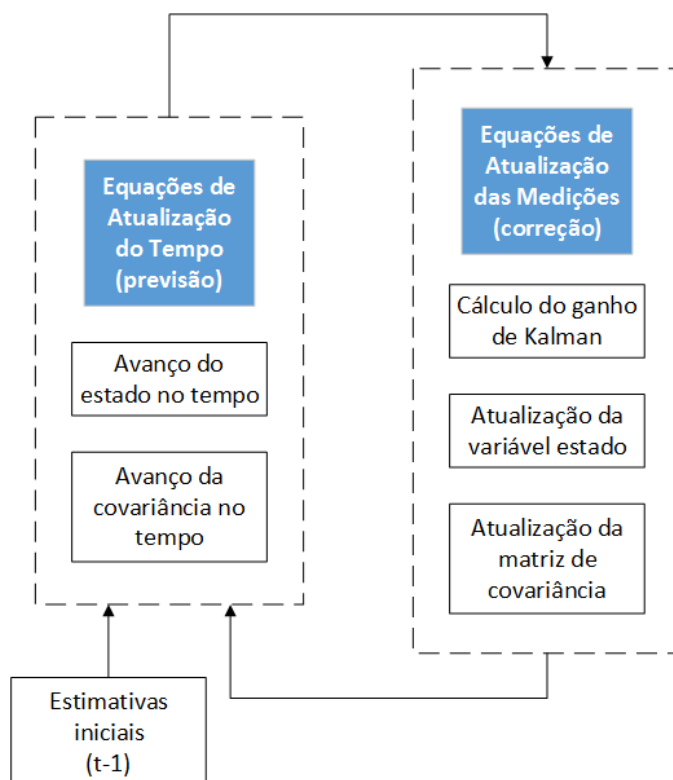 Equações de
Atualização
do Tempo
(previsão)
Avanço do
estado no tempo
Avanço da
covariância no
tempo
Estimativas
iniciais
(t-1)
Equações de
Atualização
das Medições
(correção)
Cálculo do ganho
de Kalman
Atualização da
variável estado
Atualização da
matriz de
covariância